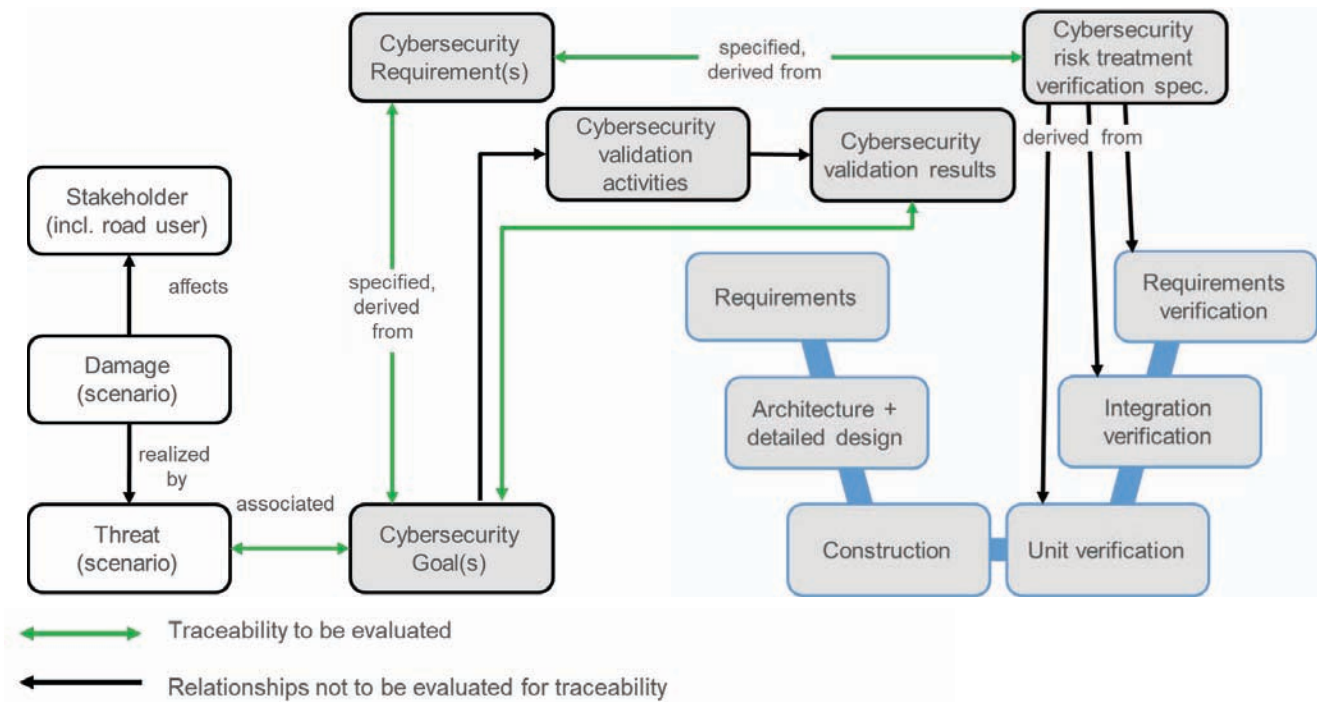 Cybersecurity
Requirement(s)
specified,
derived from
Cybersecurity
risk treatment
verification spec.
Cybersecurity
validation
activities
Cybersecurity
validation results
derived from
Stakeholder
(incl. road user)
affects
specified,
derived
from
Requirements
Requirements
verification
Damage
(scenario)
Architecture +
detailed design
Integration
verification
realized
by
associated
Threat
(scenario)
Cybersecurity
Goal(s)
Construction
Unit verification
Traceability to be evaluated
Relationships not to be evaluated for traceability